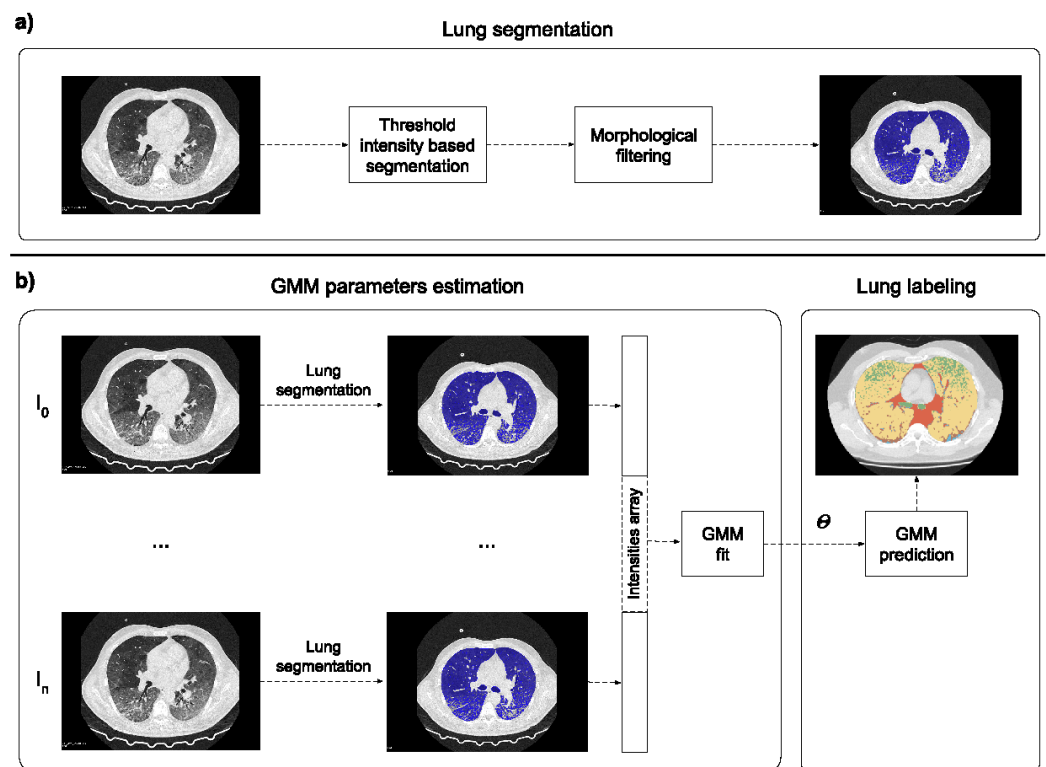 a)
Lung segmentation
Threshold
intensity based
segmentation
Morphological
filtering
b)
GMM parameters estimation
Lung labeling
I0
Lung
segmentation
...
...
Intensities array
GMM
fit
Θ
GMM
prediction
In
Lung
segmentation